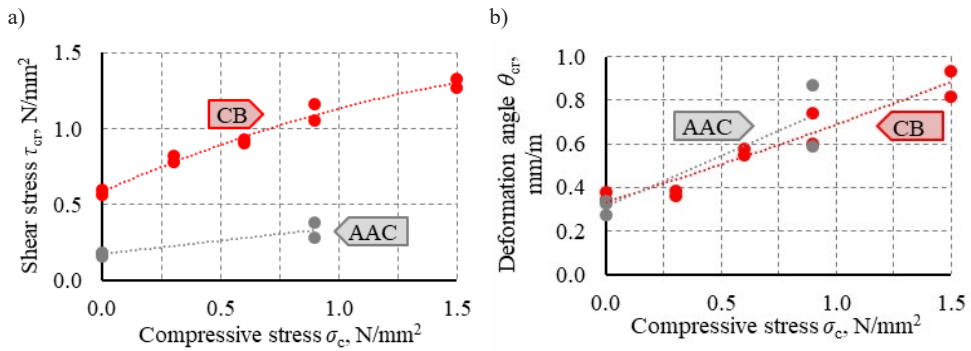 a)
Shear stress τcr, N/mm²
1.5
1.0
0.5
0.0
CB
AAC
0.0 0.5 1.0 1.5
Compressive stress σc, N/mm²
b)
Deformation angle θcr,
mm/m
1.0
0.8
0.6
0.4
0.2
0.0
AAC
CB
0.0 0.5 1.0 1.5
Compressive stress σc, N/mm²